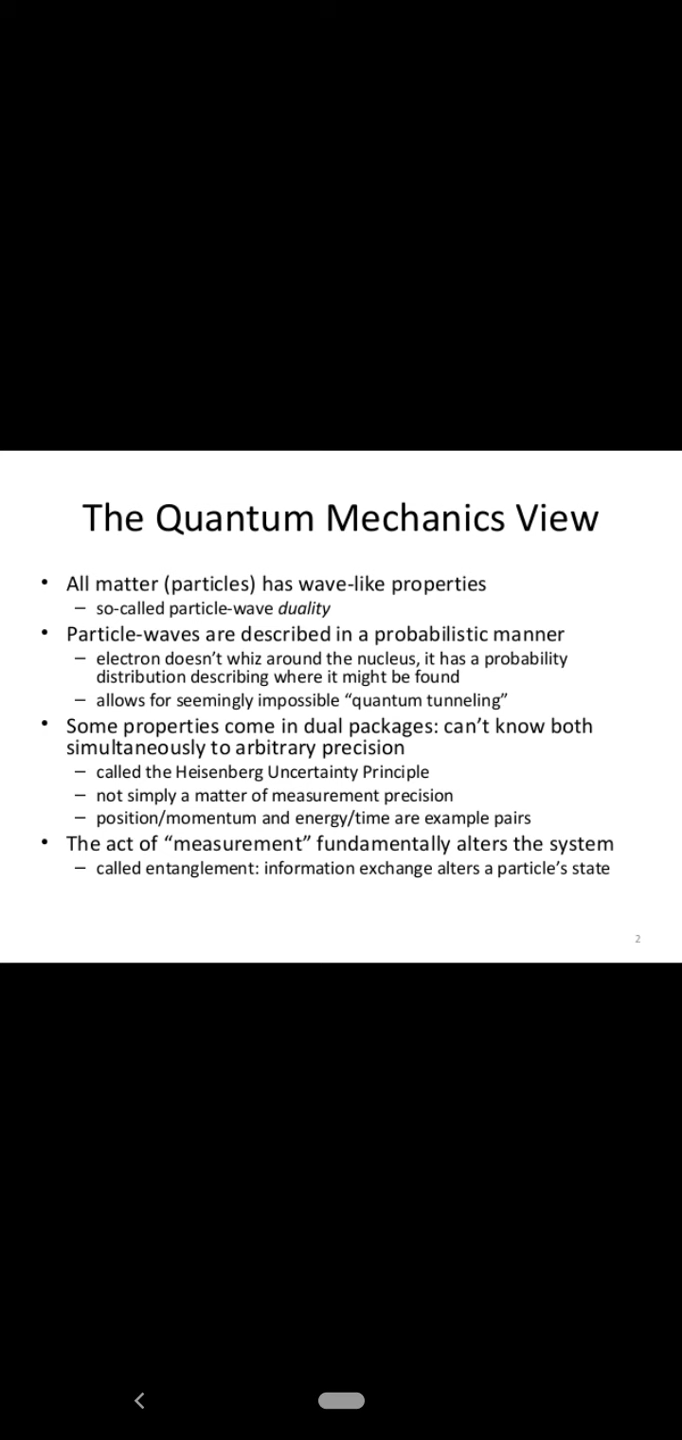 The Quantum Mechanics View
• All matter (particles) has wave-like properties
– so-called particle-wave duality
• Particle-waves are described in a probabilistic manner
– electron doesn’t whiz around the nucleus, it has a probability
distribution describing where it might be found
– allows for seemingly impossible “quantum tunneling”
• Some properties come in dual packages: can’t know both
simultaneously to arbitrary precision
– called the Heisenberg Uncertainty Principle
– not simply a matter of measurement precision
– position/momentum and energy/time are example pairs
• The act of “measurement” fundamentally alters the system
– called entanglement: information exchange alters a particle’s state
2